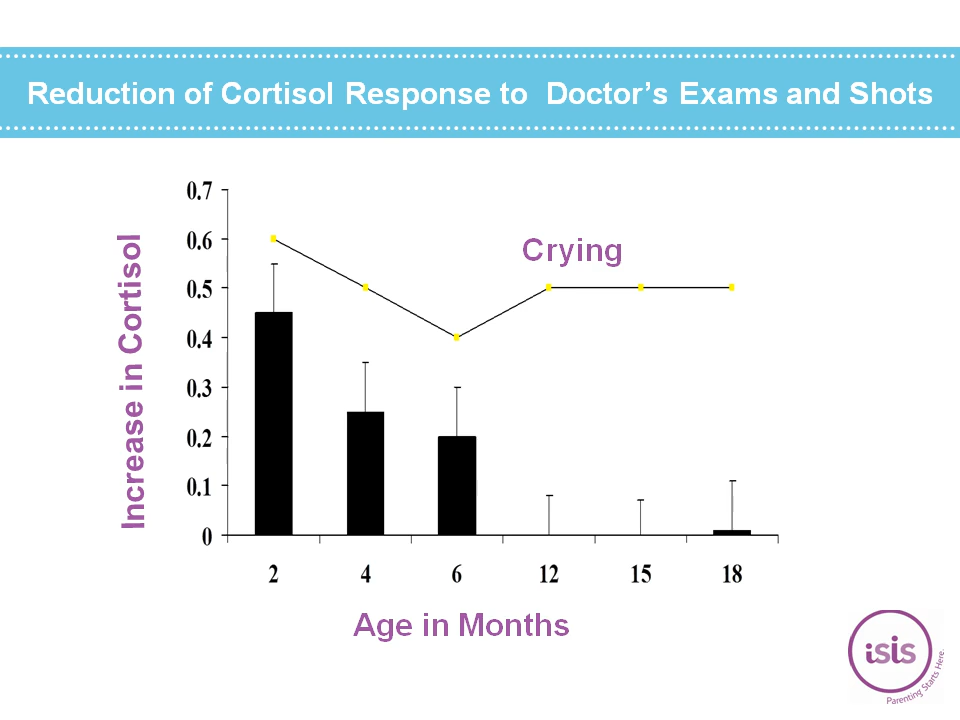 Reduction of Cortisol Response to Doctor's Exams and Shots
0.7
0.6
0.5
0.4
0.3
0.2
0.1
0
Increase in Cortisol
Crying
2 4 6 12 15 18
Age in Months
isis
Parenting Starts Here.